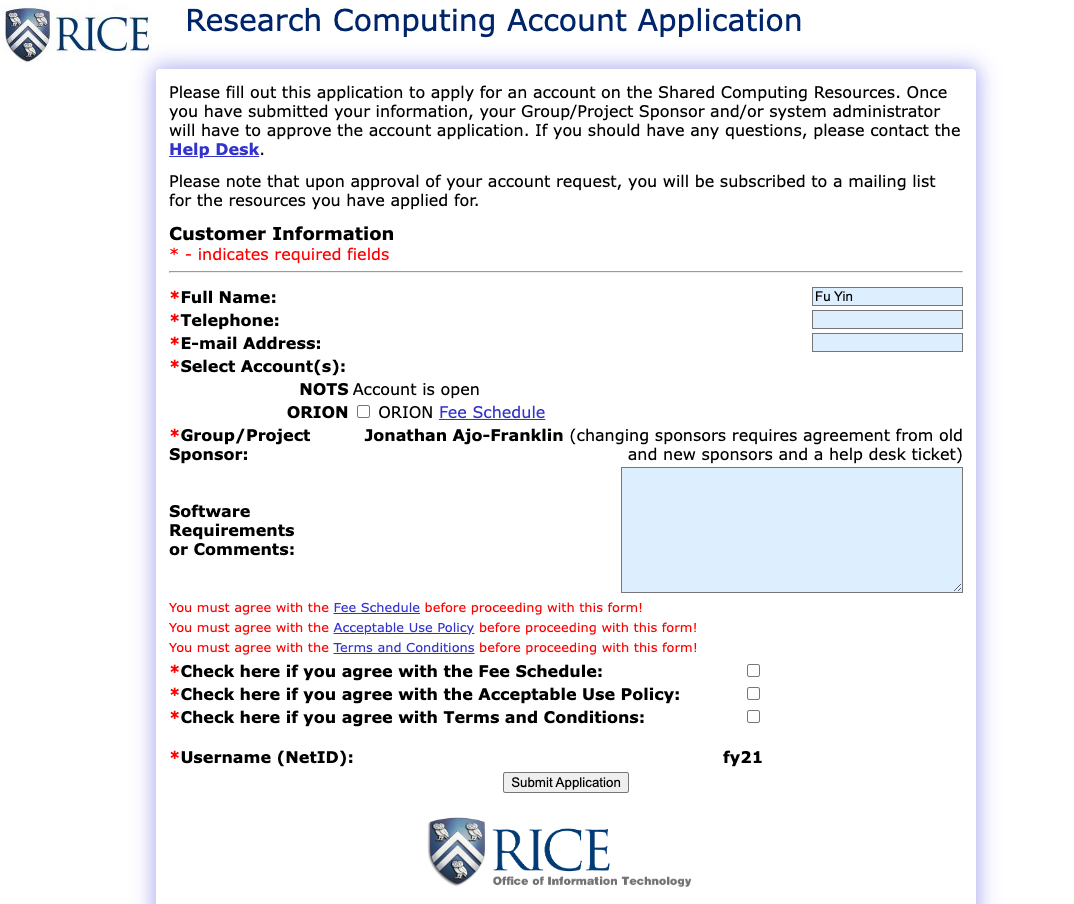 RICE
Research Computing Account Application
Please fill out this application to apply for an account on the Shared Computing Resources. Once
you have submitted your information, your Group/Project Sponsor and/or system administrator
will have to approve the account application. If you should have any questions, please contact the
Help Desk.
Please note that upon approval of your account request, you will be subscribed to a mailing list
for the resources you have applied for.
Customer Information
* - indicates required fields
*Full Name: Fu Yin
*Telephone:
*E-mail Address:
*Select Account(s):
NOTS Account is open
ORION ORION Fee Schedule
*Group/Project Jonathan Ajo-Franklin (changing sponsors requires agreement from old
Sponsor: and new sponsors and a help desk ticket)
Software
Requirements
or Comments:
You must agree with the Fee Schedule before proceeding with this form!
You must agree with the Acceptable Use Policy before proceeding with this form!
You must agree with the Terms and Conditions before proceeding with this form!
*Check here if you agree with the Fee Schedule:
*Check here if you agree with the Acceptable Use Policy:
*Check here if you agree with Terms and Conditions:
*Username (NetID): fy21
Submit Application
RICE
Office of Information Technology